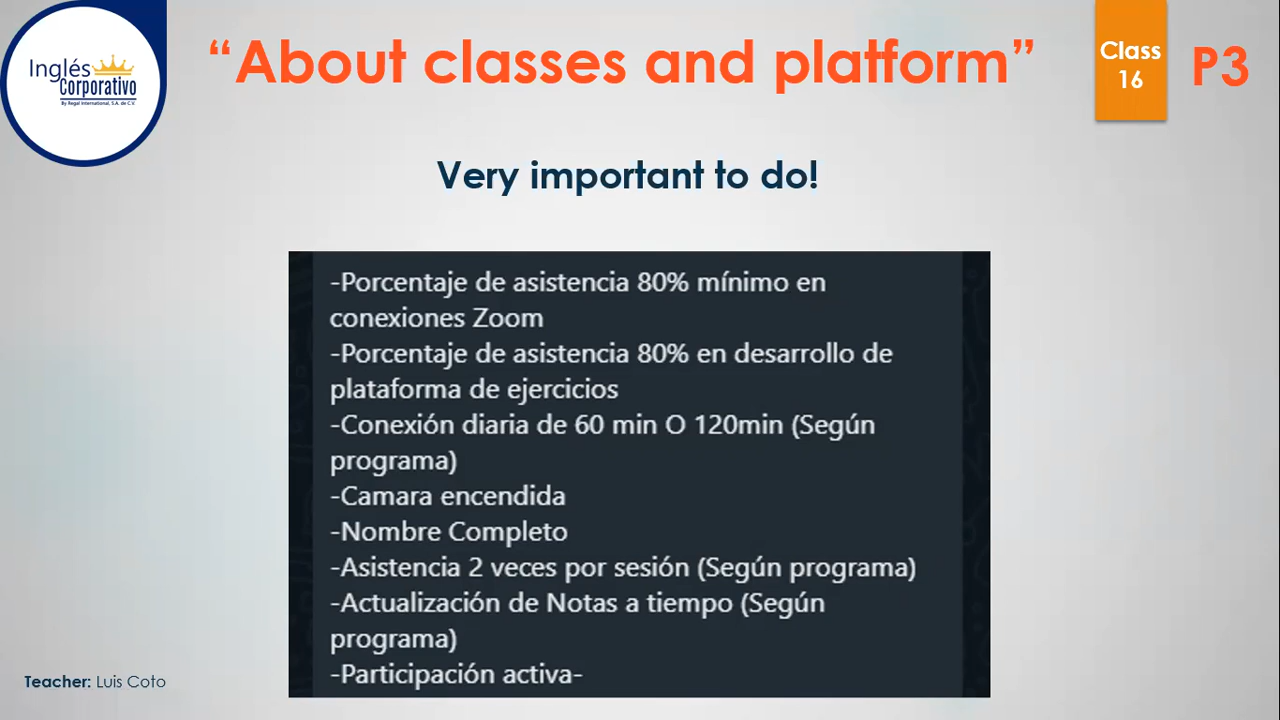 Inglés
Corporativo
By Regal International, S.A. de C.V.
“About classes and platform”
Class
16
P3
Very important to do!
-Porcentaje de asistencia 80% mínimo en
conexiones Zoom
-Porcentaje de asistencia 80% en desarrollo de
plataforma de ejercicios
-Conexión diaria de 60 min O 120min (Según
programa)
-Camara encendida
-Nombre Completo
-Asistencia 2 veces por sesión (Según programa)
-Actualización de Notas a tiempo (Según
programa)
-Participación activa-
Teacher: Luis Coto